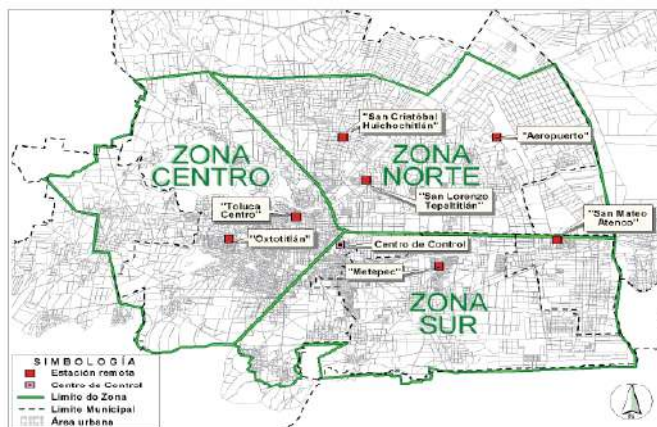 "San Cristóbal
Huichochitlán"
"Aeropuerto"
ZONA
CENTRO
ZONA
NORTE
"San Lorenzo
Tepaltitlán"
"Toluca
Centro"
"San Mateo
Atenco"
"Oxtotitlán"
Centro de Control
"Metepec"
ZONA
SUR
SIMBOLOGÍA
Estación remota
Centro de Control
Límite de Zona
Límite Municipal
Área urbana